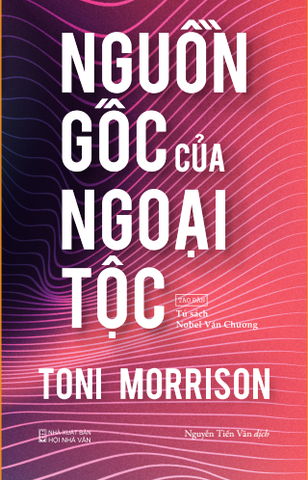 NGUỒN
GỐC CỦA
NGOẠI
TỘC
TAO ĐÀN
Tủ sách
Nobel Văn Chương
TONI MORRISON
NHÀ XUẤT BẢN
HỘI NHÀ VĂN
Nguyễn Tiến Văn dịch